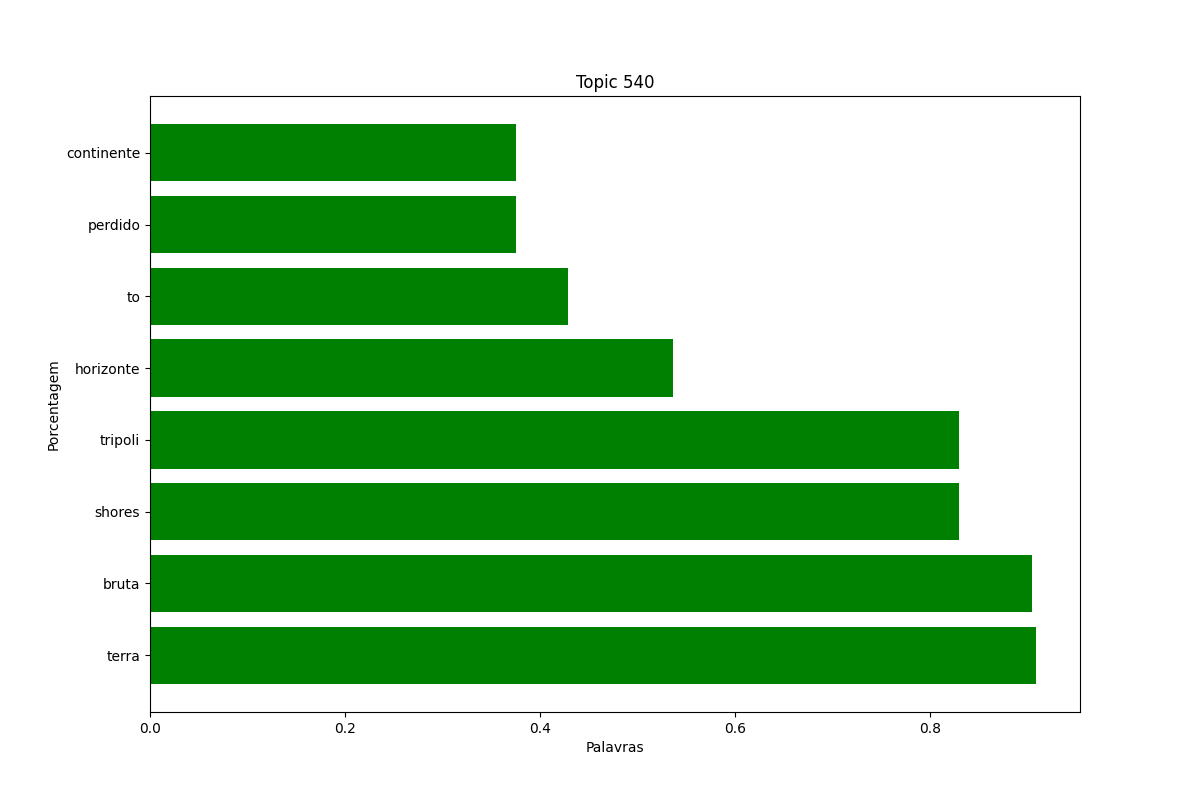 Topic 540
continente
perdido
to
horizonte
tripoli
shores
bruta
terra
Porcentagem
0.0 0.2 0.4 0.6 0.8
Palavras